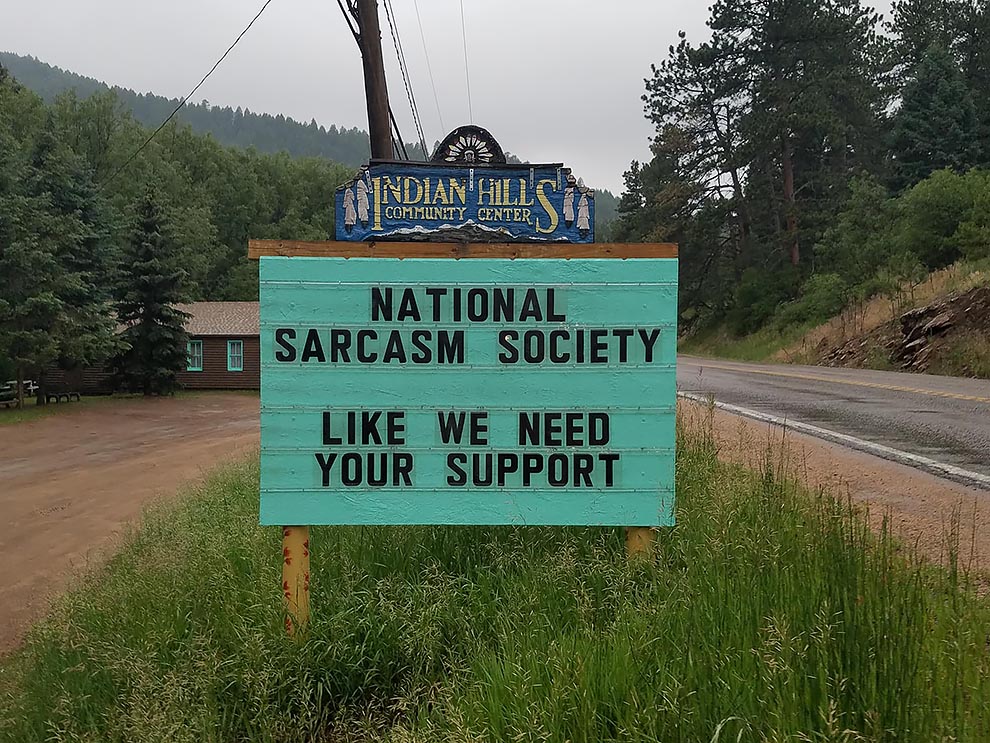 INDIAN HILLS
COMMUNITY CENTER
NATIONAL
SARCASM SOCIETY
LIKE WE NEED
YOUR SUPPORT